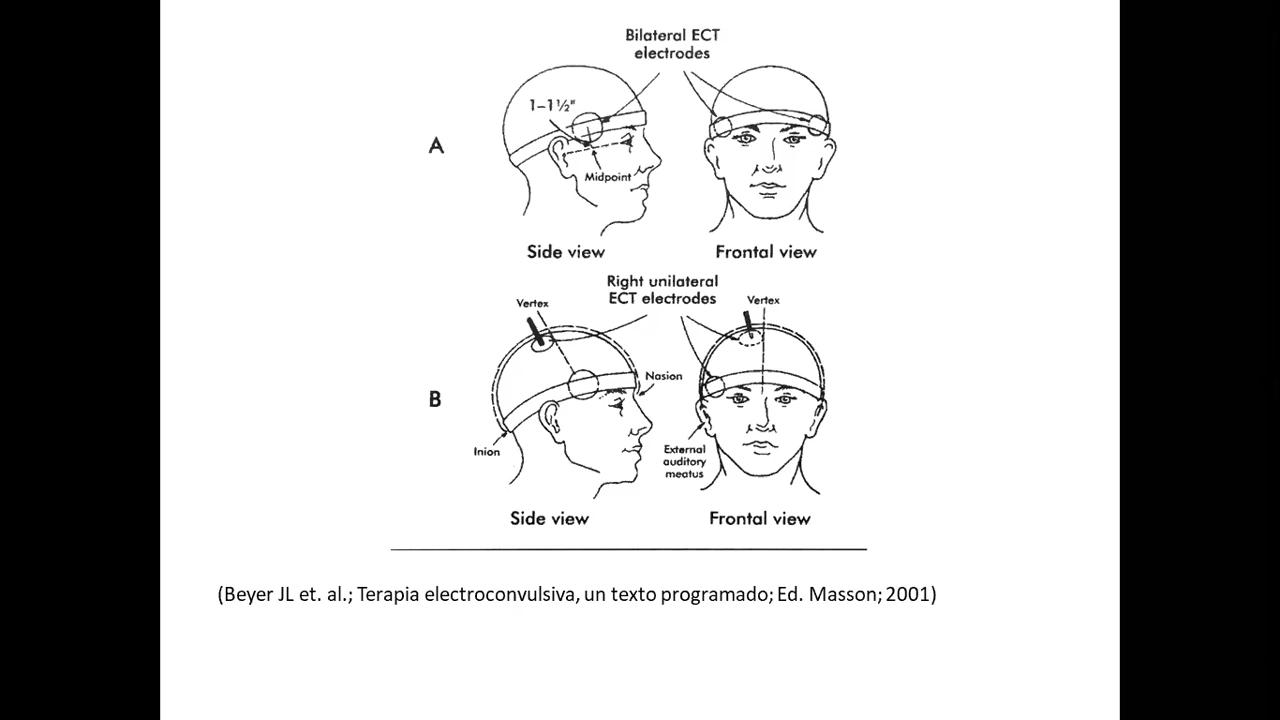 Bilateral ECT
electrodes
1–1½"
A
Midpoint
Side view
Frontal view
Right unilateral
ECT electrodes
Vertex
Vertex
Nasion
B
Inion
External
auditory
meatus
Side view
Frontal view
(Beyer JL et. al.; Terapia electroconvulsiva, un texto programado; Ed. Masson; 2001)